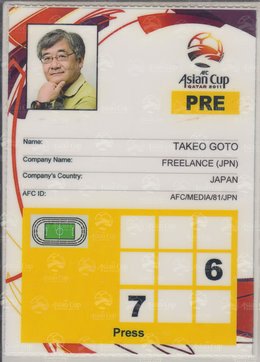 AFC
Asian Cup
QATAR 2011
PRE
Name: TAKEO GOTO
Company Name: FREELANCE (JPN)
Company's Country: JAPAN
AFC ID: AFC/MEDIA/81/JPN
6
7
Press